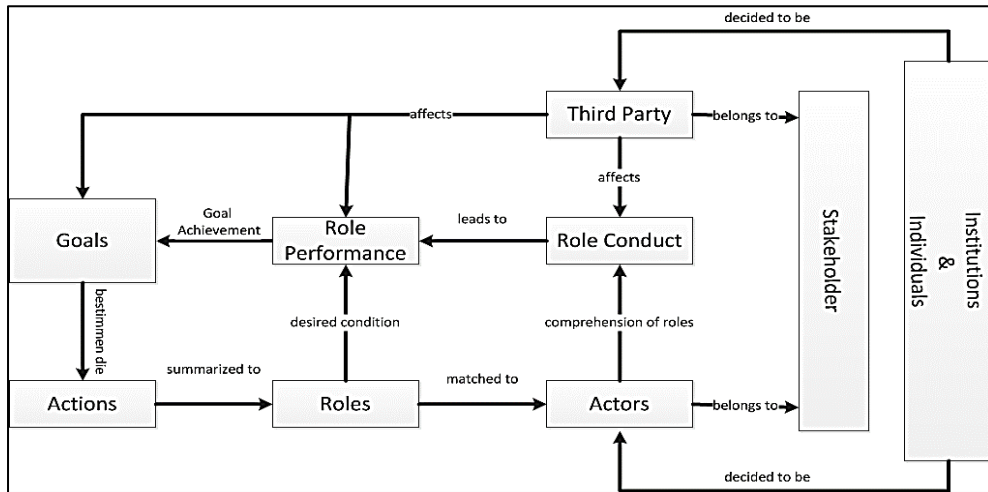 decided to be
Third Party
affects
belongs to
affects
Goals
Goal
Achievement
Role
Performance
leads to
Role Conduct
Stakeholder
Institutions
&
Individuals
bestimmen die
desired condition
comprehension of roles
Actions
summarized to
Roles
matched to
Actors
belongs to
decided to be